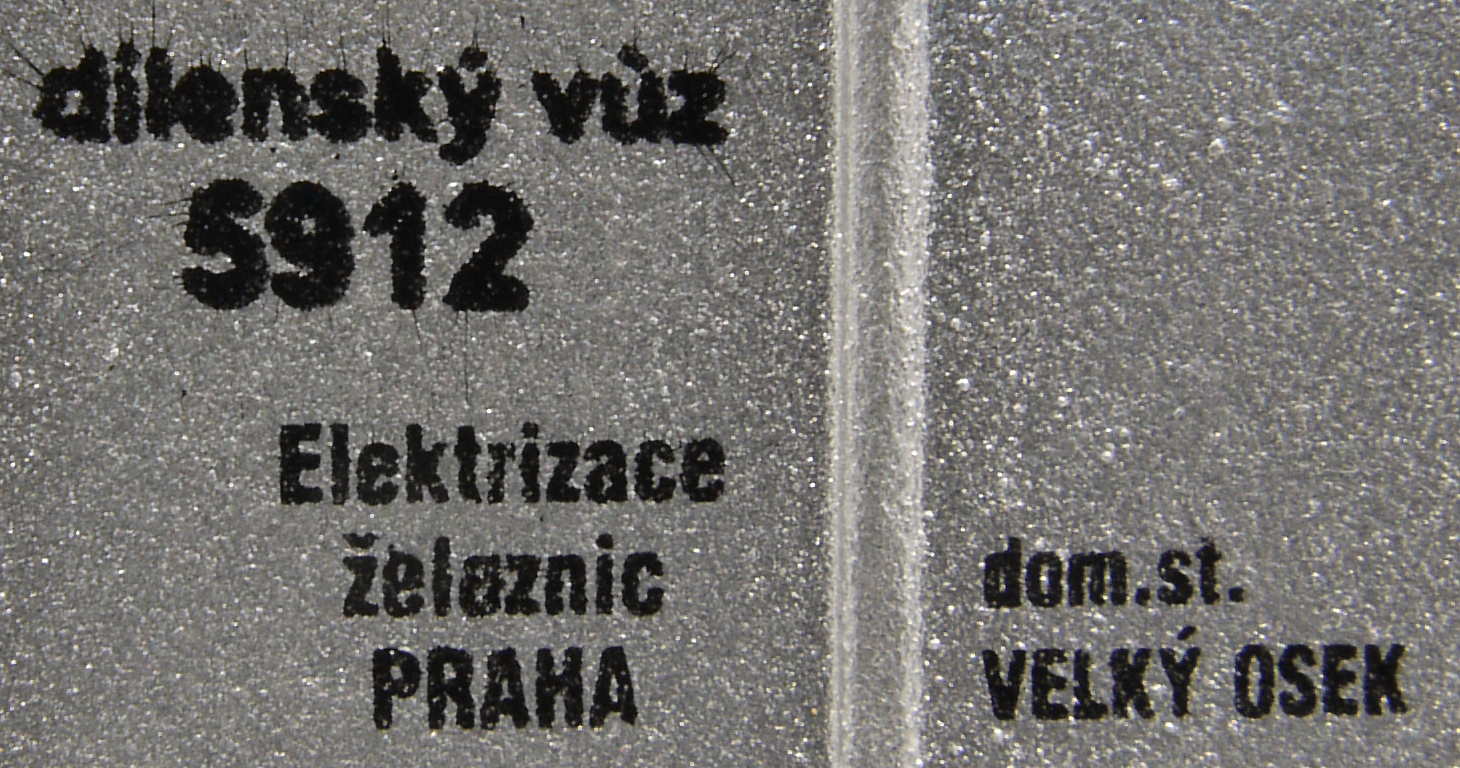 dílenský vůz
5912
Elektrizace
železnic
PRAHA
dom.st.
VELKÝ OSEK